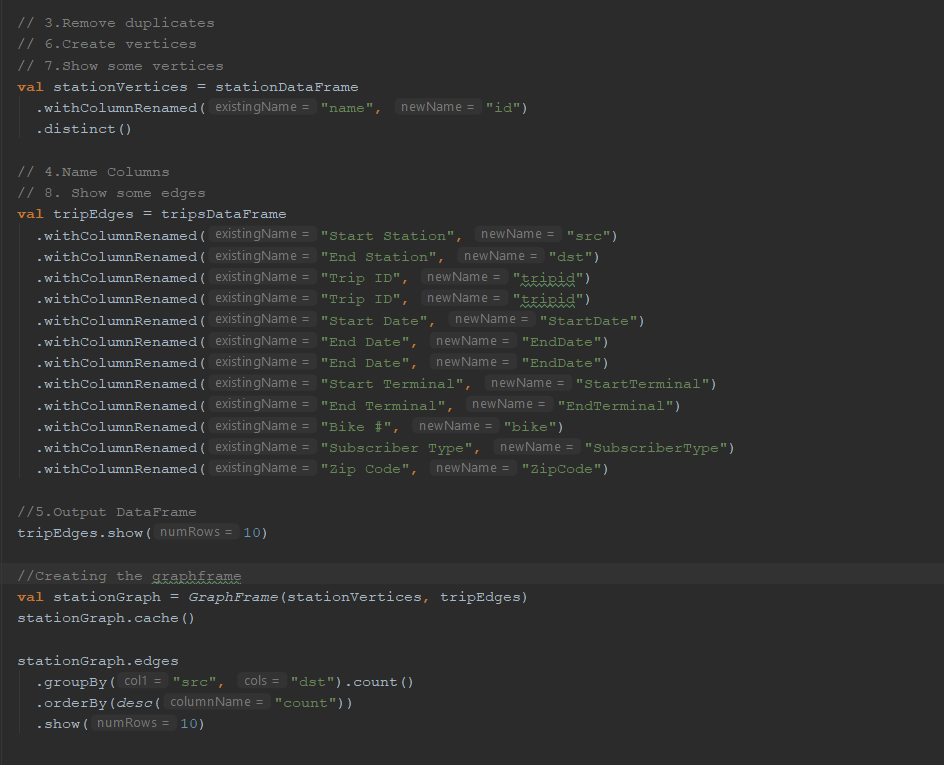 // 3.Remove duplicates
// 6.Create vertices
// 7.Show some vertices
val stationVertices = stationDataFrame
.withColumnRenamed( existingName = "name", newName = "id")
.distinct()
// 4.Name Columns
// 8. Show some edges
val tripEdges = tripsDataFrame
.withColumnRenamed( existingName = "Start Station", newName = "src")
.withColumnRenamed( existingName = "End Station", newName = "dst")
.withColumnRenamed( existingName = "Trip ID", newName = "tripid")
.withColumnRenamed( existingName = "Trip ID", newName = "tripid")
.withColumnRenamed( existingName = "Start Date", newName = "StartDate")
.withColumnRenamed( existingName = "End Date", newName = "EndDate")
.withColumnRenamed( existingName = "End Date", newName = "EndDate")
.withColumnRenamed( existingName = "Start Terminal", newName = "StartTerminal")
.withColumnRenamed( existingName = "End Terminal", newName = "EndTerminal")
.withColumnRenamed( existingName = "Bike #", newName = "bike")
.withColumnRenamed( existingName = "Subscriber Type", newName = "SubscriberType")
.withColumnRenamed( existingName = "Zip Code", newName = "ZipCode")
//5.Output DataFrame
tripEdges.show( numRows = 10)
//Creating the graphframe
val stationGraph = GraphFrame(stationVertices, tripEdges)
stationGraph.cache()
stationGraph.edges
.groupBy( col1 = "src", cols = "dst").count()
.orderBy(desc( columnName = "count"))
.show( numRows = 10)